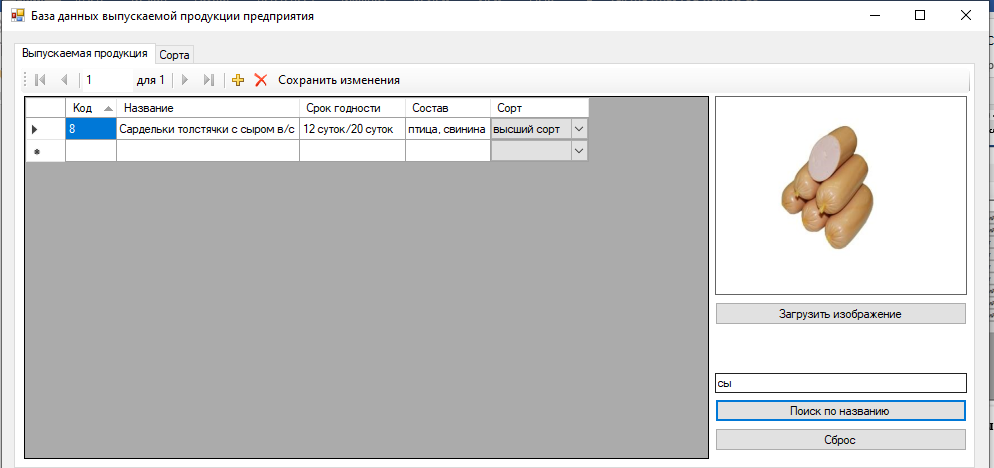 База данных выпускаемой продукции предприятия
Выпускаемая продукция Сорта
1 для 1 Сохранить изменения
Код Название Срок годности Состав Сорт
8 Сардельки толстячки с сыром в/с 12 суток/20 суток птица, свинина высший сорт
Загрузить изображение
сы
Поиск по названию
Сброс